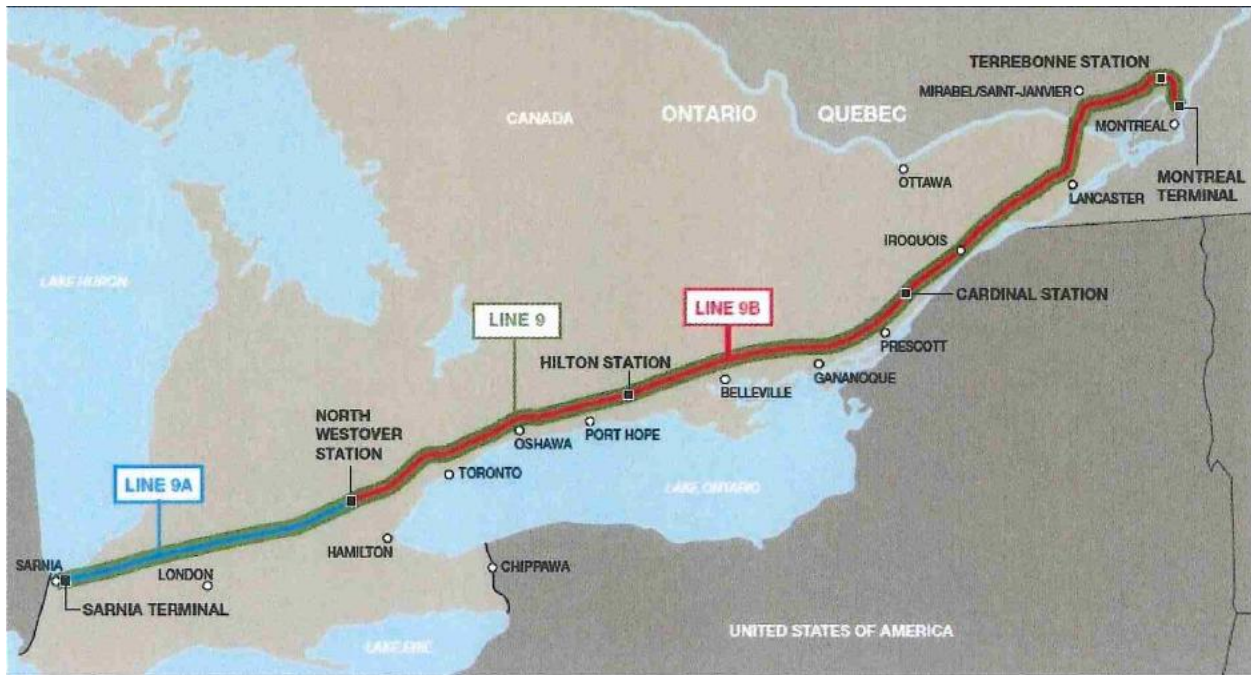 TERREBONNE STATION
MIRABEL/SAINT-JANVIER
CANADA
ONTARIO
QUEBEC
MONTREAL
OTTAWA
MONTREAL
TERMINAL
LANCASTER
IROQUOIS
LAKE HURON
CARDINAL STATION
LINE 9B
LINE 9
PRESCOTT
HILTON STATION
GANANOQUE
BELLEVILLE
NORTH
WESTOVER
STATION
PORT HOPE
OSHAWA
TORONTO
LINE 9A
LAKE ONTARIO
HAMILTON
CHIPPAWA
SARNIA
LONDON
SARNIA TERMINAL
UNITED STATES OF AMERICA
LAKE ERIE